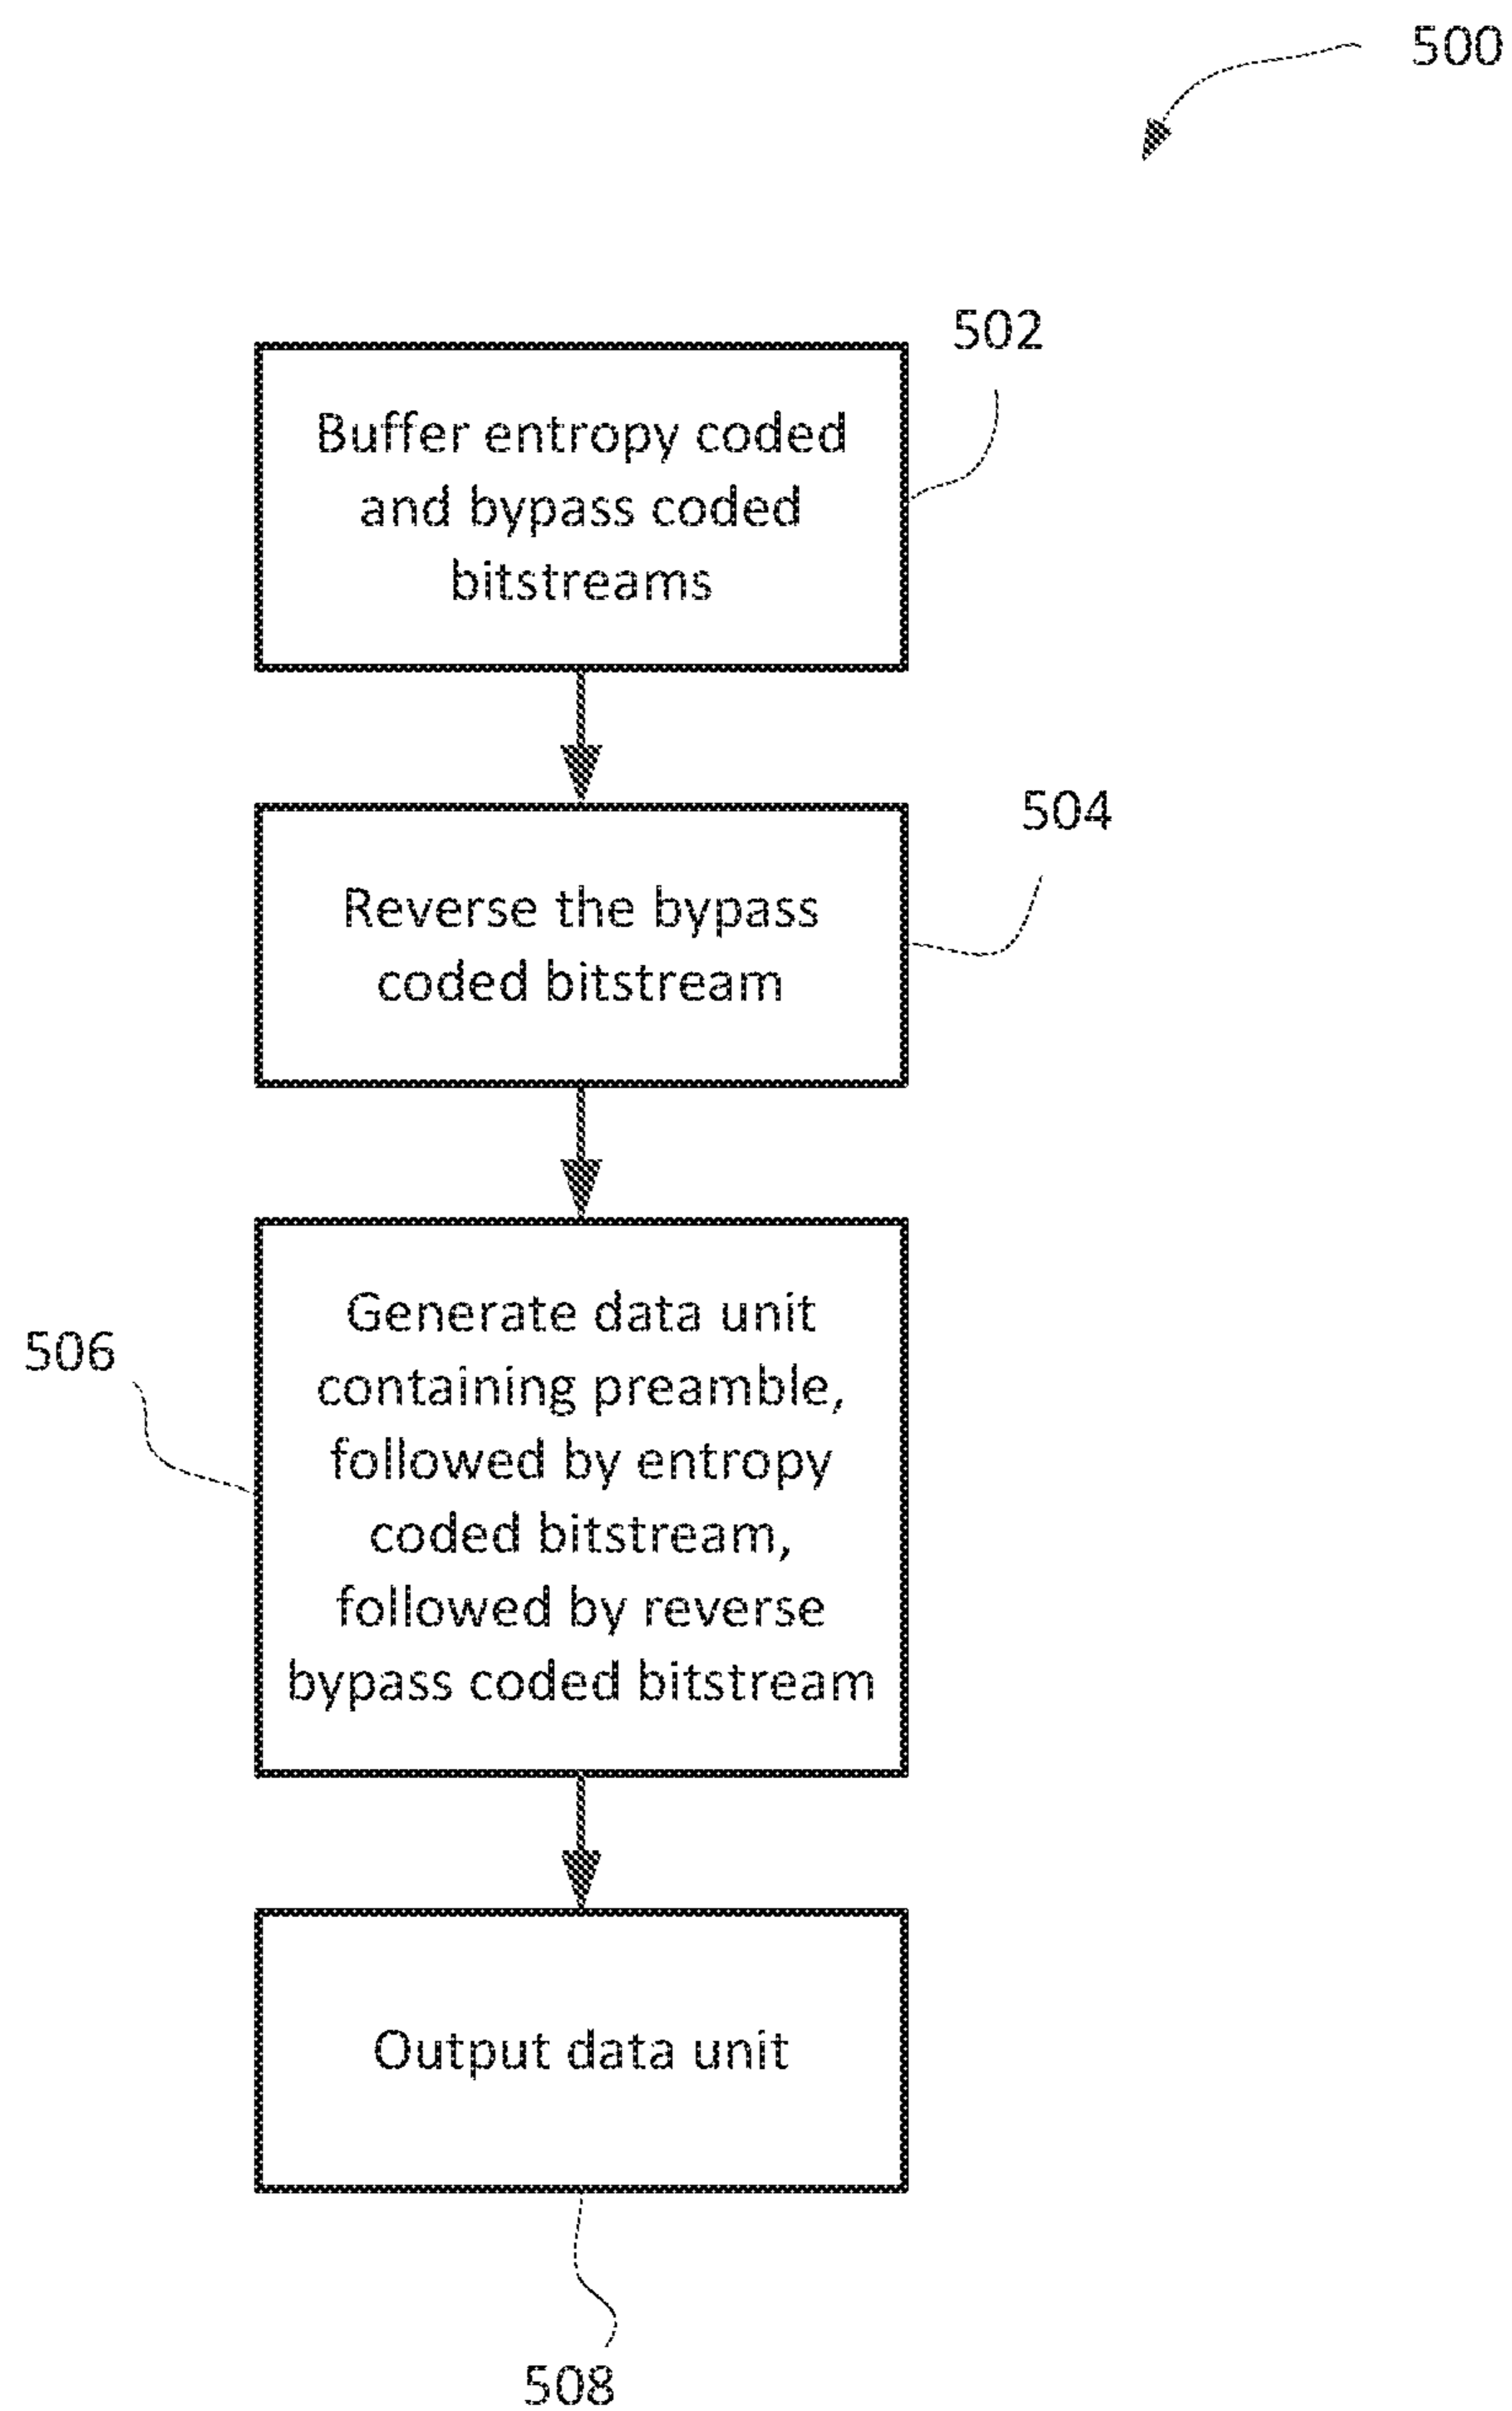 500
502
Buffer entropy coded
and bypass coded
bitstreams
504
Reverse the bypass
coded bitstream
506
Generate data unit
containing preamble,
followed by entropy
coded bitstream,
followed by reverse
bypass coded bitstream
Output data unit
508